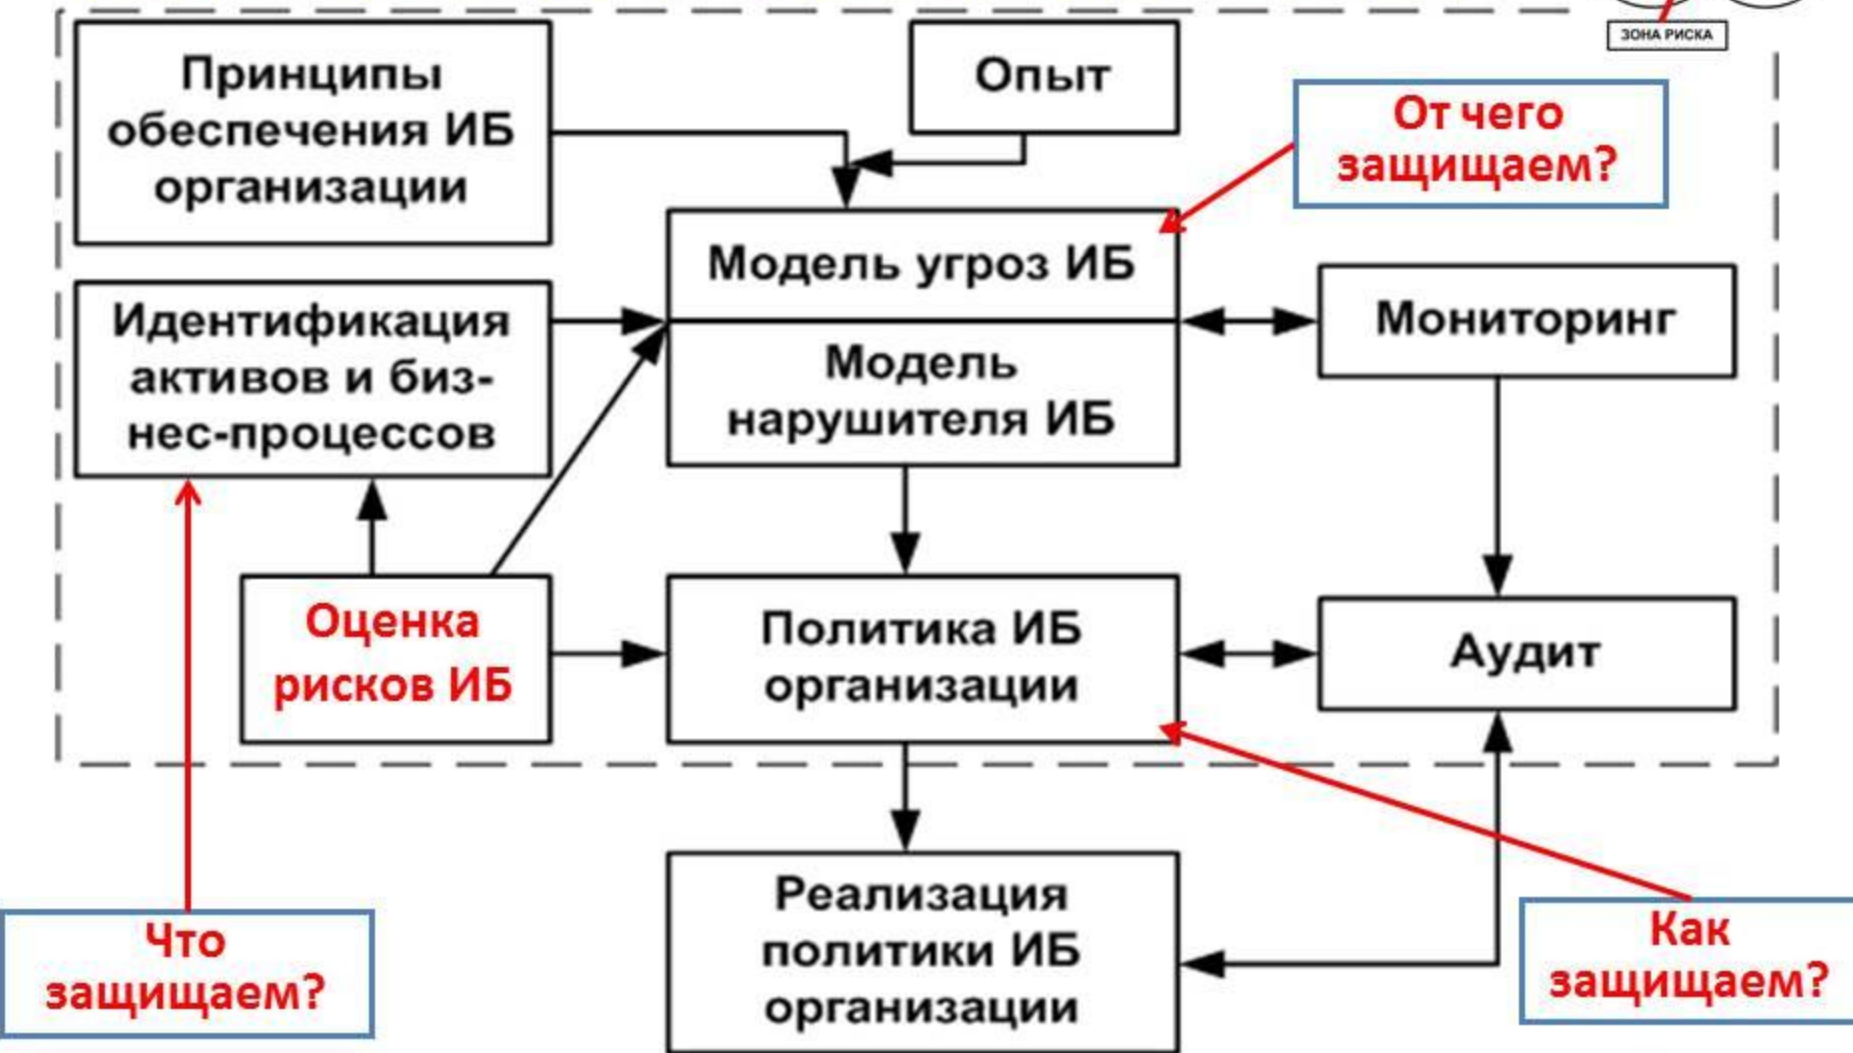 ЗОНА РИСКА
Принципы
обеспечения ИБ
организации
Опыт
От чего
защищаем?
Модель угроз ИБ
Мониторинг
Идентификация
активов и биз-
нес-процессов
Модель
нарушителя ИБ
Оценка
рисков ИБ
Политика ИБ
организации
Аудит
Что
защищаем?
Реализация
политики ИБ
организации
Как
защищаем?